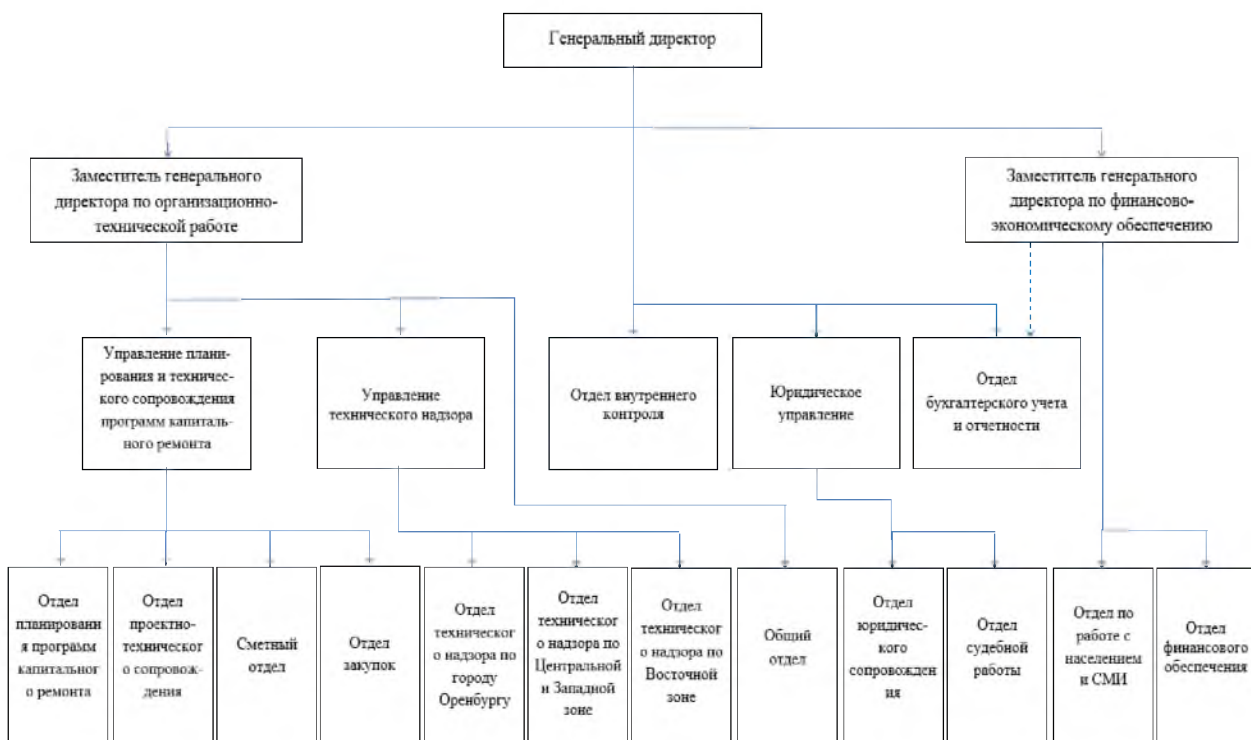 Генеральный директор
Заместитель генерального
директора по организационно-
технической работе
Заместитель генерального
директора по финансово-
экономическому обеспечению
Управление плани-
рования и техничес-
кого сопровождения
программ капиталь-
ного ремонта
Управление
технического надзора
Отдел внутреннего
контроля
Юридическое
управление
Отдел
бухгалтерского учета
и отчетности
Отдел
планировани
я программ
капитальног
о ремонта
Отдел
проектно-
техническог
о сопровож-
дения
Сметный
отдел
Отдел
закупок
Отдел
техническог
о надзора по
городу
Оренбургу
Отдел
техническог
о надзора по
Центральной
и Западной
зоне
Отдел
техническог
о надзора по
Восточной
зоне
Общий
отдел
Отдел
юридичес-
кого
сопровожден
ия
Отдел
судебной
работы
Отдел по
работе с
населением
и СМИ
Отдел
финансового
обеспечения